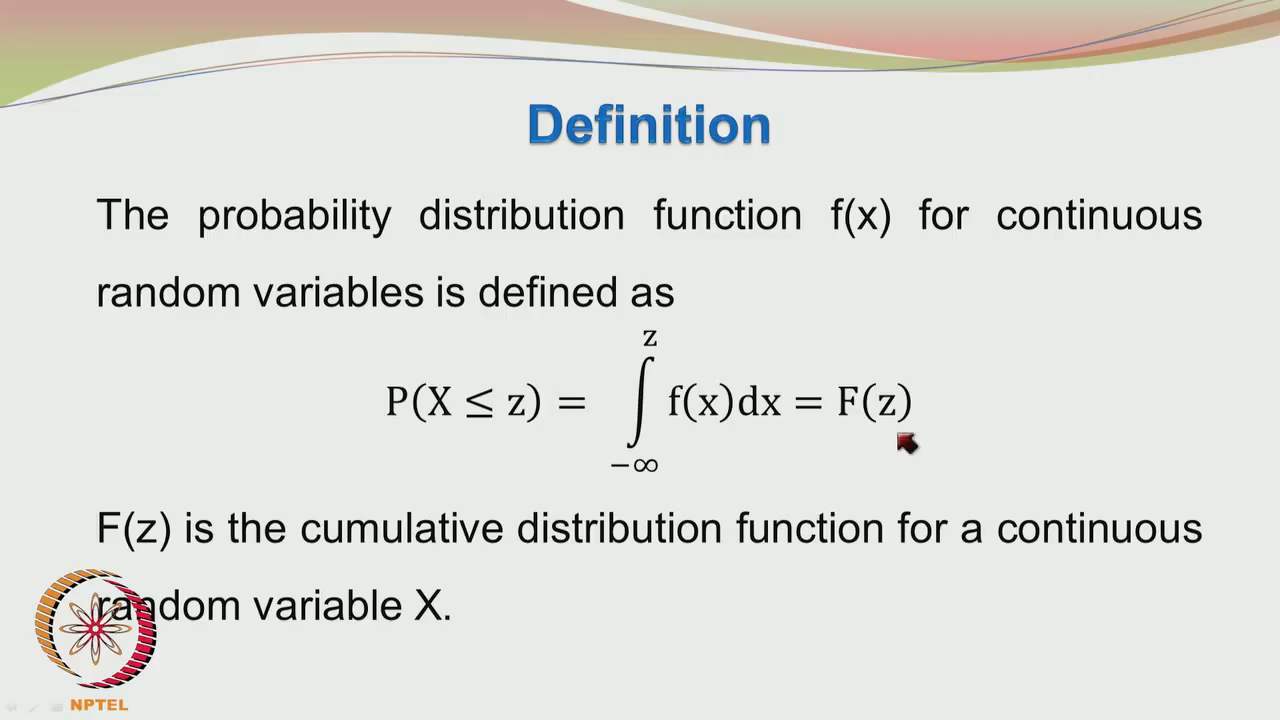 Definition
The probability distribution function f(x) for continuous
random variables is defined as
P(X ≤ z) = ∫_{−∞}^{z} f(x)dx = F(z)
F(z) is the cumulative distribution function for a continuous
random variable X.
NPTEL